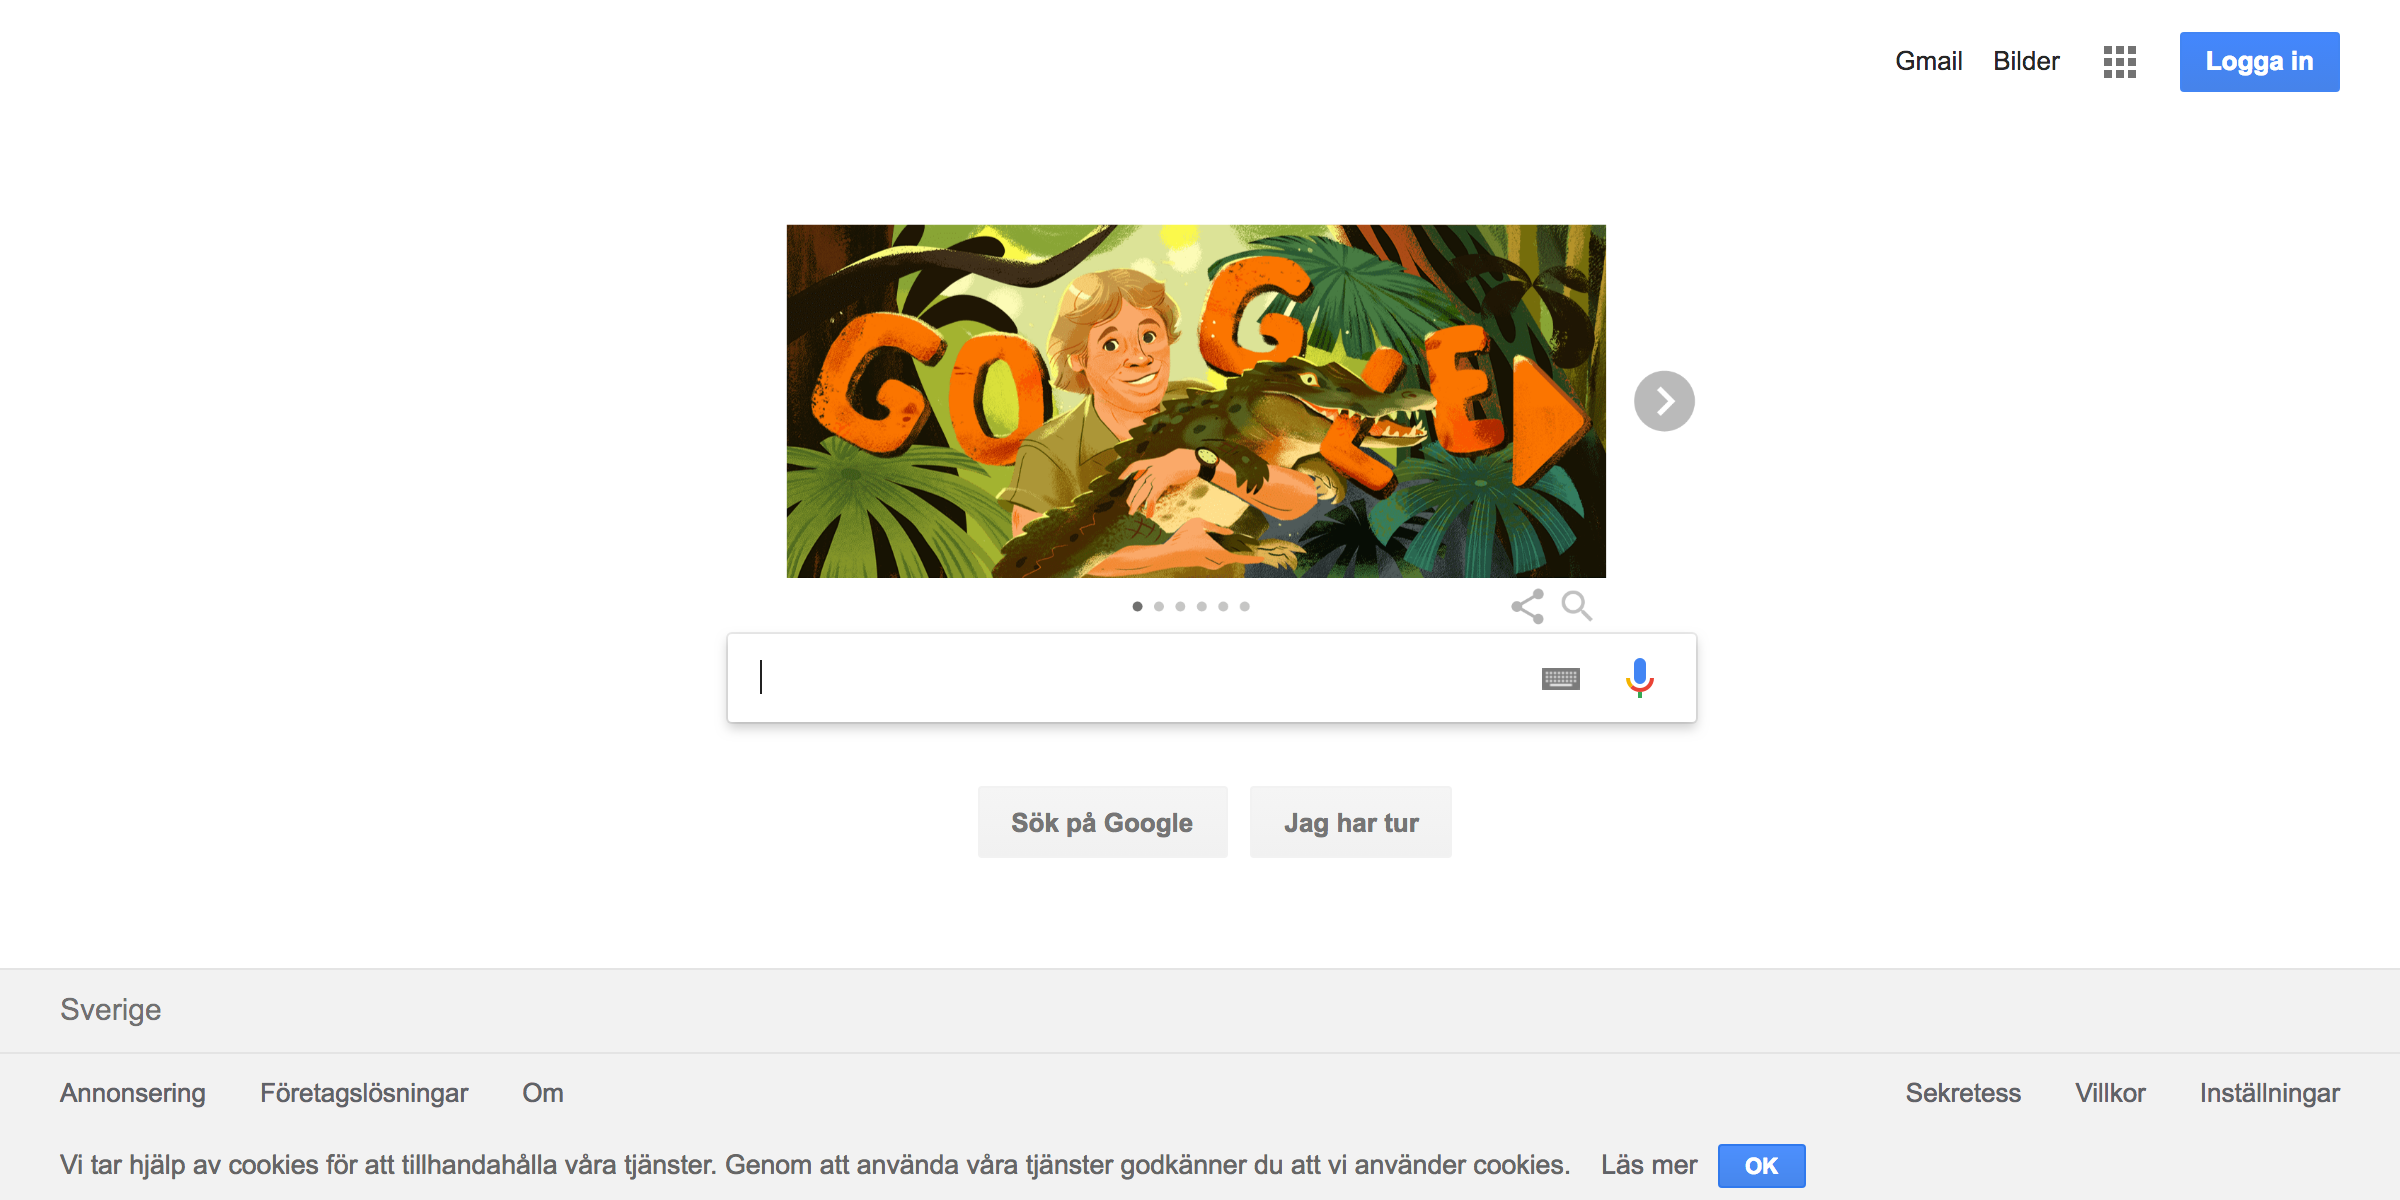 Gmail Bilder Logga in
GOGLE
Sök på Google Jag har tur
Sverige
Annonsering Företagslösningar Om Sekretess Villkor Inställningar
Vi tar hjälp av cookies för att tillhandahålla våra tjänster. Genom att använda våra tjänster godkänner du att vi använder cookies. Läs mer OK